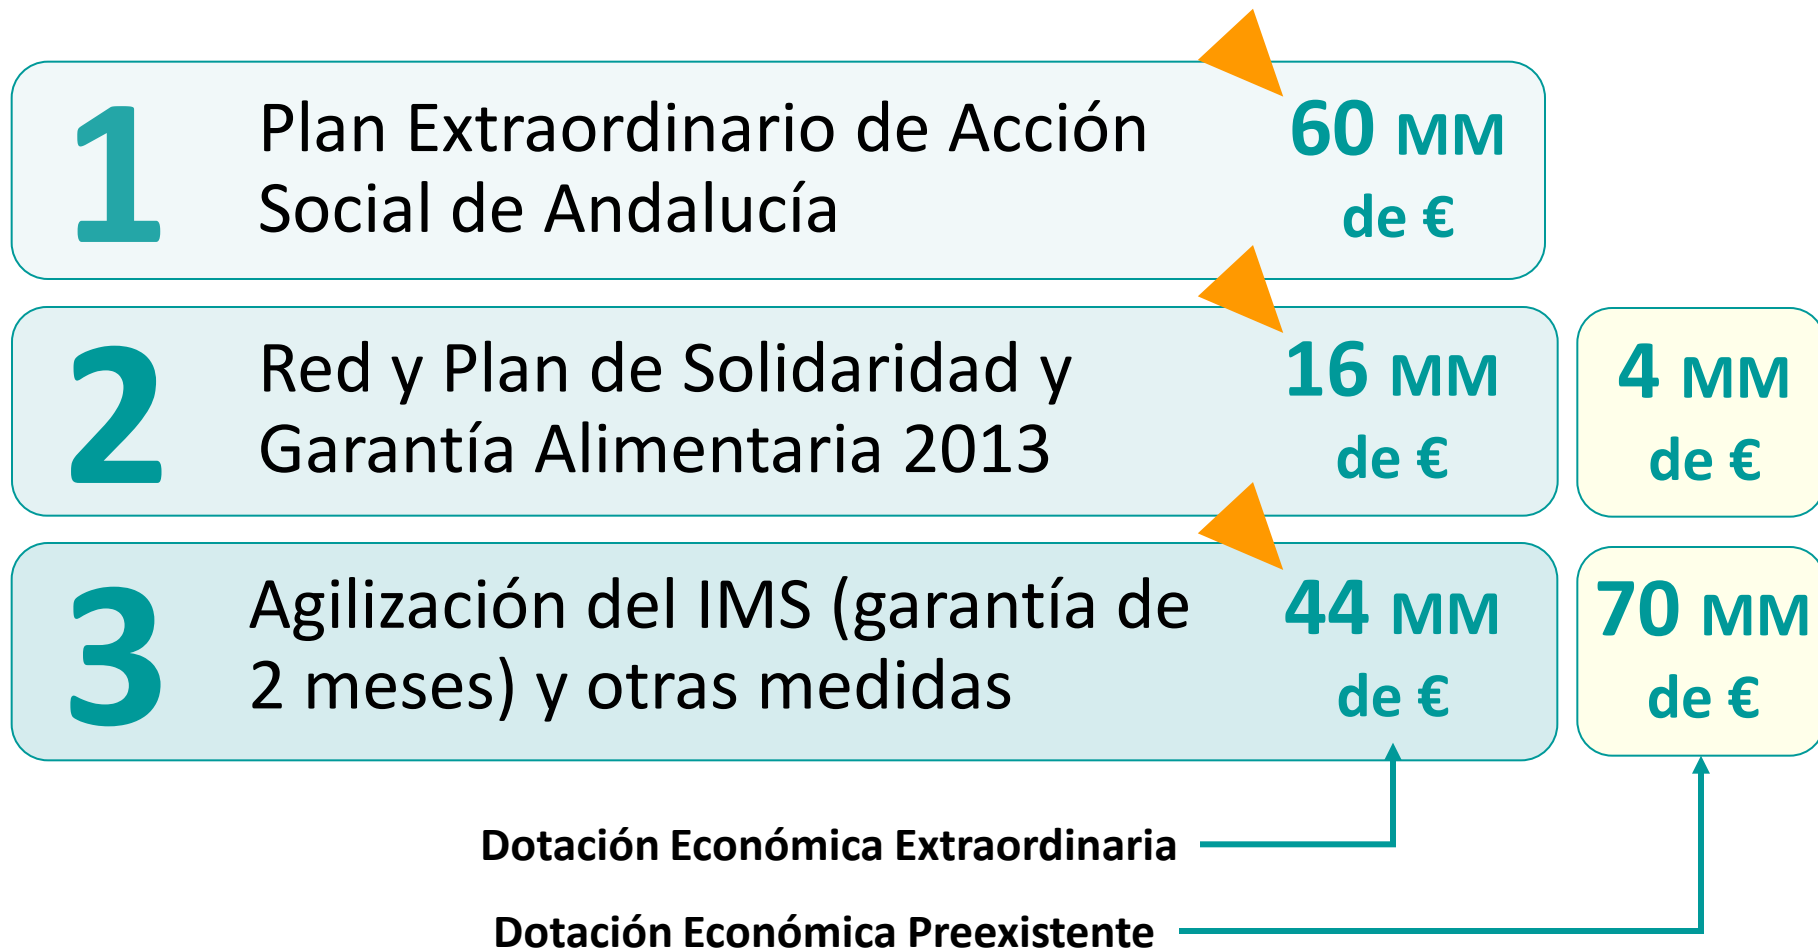 1
Plan Extraordinario de Acción
Social de Andalucía
60 MM
de €
2
Red y Plan de Solidaridad y
Garantía Alimentaria 2013
16 MM
de €
4 MM
de €
3
Agilización del IMS (garantía de
2 meses) y otras medidas
44 MM
de €
70 MM
de €
Dotación Económica Extraordinaria
Dotación Económica Preexistente